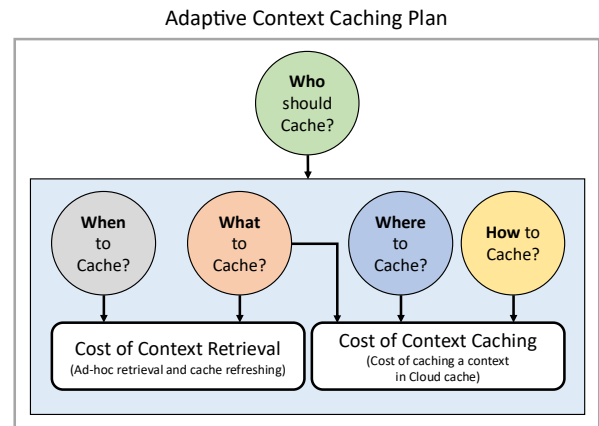 Adaptive Context Caching Plan
Who
should
Cache?
When
to
Cache?
What
to
Cache?
Where
to
Cache?
How to
Cache?
Cost of Context Retrieval
(Ad-hoc retrieval and cache refreshing)
Cost of Context Caching
(Cost of caching a context
in Cloud cache)